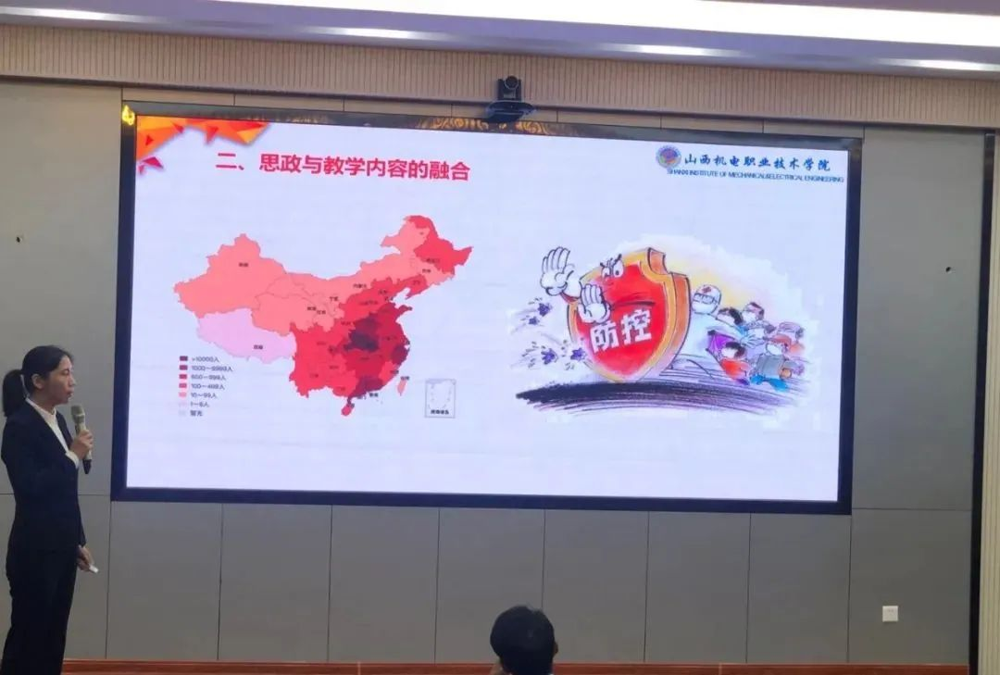 二、思政与教学内容的融合
山西机电职业技术学院
SHANXI INSTITUTE OF MECHANICAL&ELECTRICAL ENGINEERING
防控
>10000人
1000~9999人
500~999人
100~499人
10~99人
1~9人
暂无